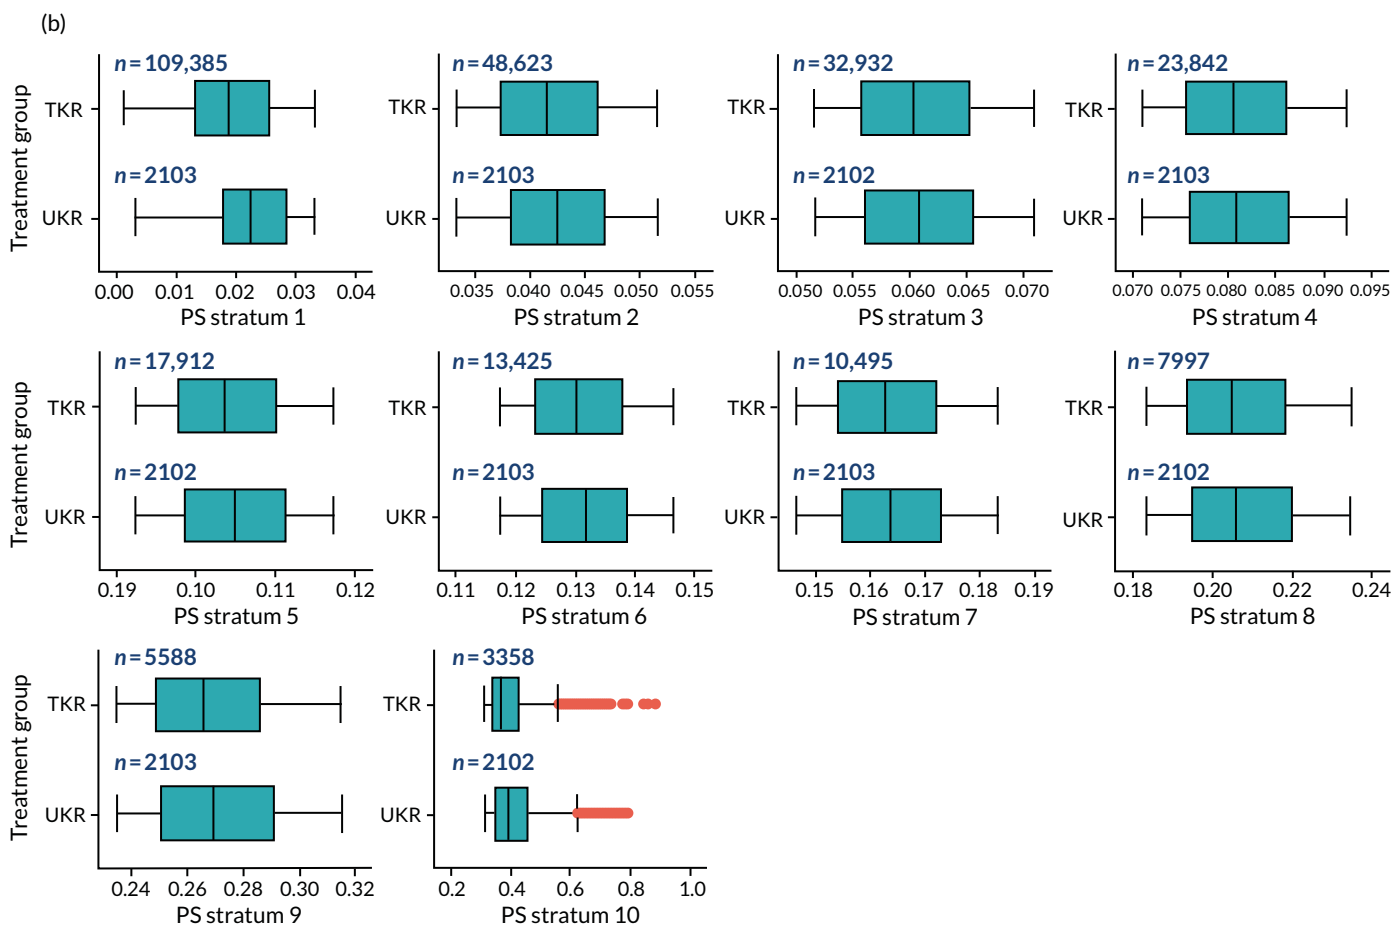 (b)
Treatment group
n=109,385
TKR
n=2103
UKR
0.00 0.01 0.02 0.03 0.04
PS stratum 1
n=48,623
TKR
n=2103
UKR
0.035 0.040 0.045 0.050 0.055
PS stratum 2
n=32,932
TKR
n=2102
UKR
0.050 0.055 0.060 0.065 0.070
PS stratum 3
n=23,842
TKR
n=2103
UKR
0.070 0.075 0.080 0.085 0.090 0.095
PS stratum 4
Treatment group
n=17,912
TKR
n=2102
UKR
0.19 0.10 0.11 0.12
PS stratum 5
n=13,425
TKR
n=2103
UKR
0.11 0.12 0.13 0.14 0.15
PS stratum 6
n=10,495
TKR
n=2103
UKR
0.15 0.16 0.17 0.18 0.19
PS stratum 7
n=7997
TKR
n=2102
UKR
0.18 0.20 0.22 0.24
PS stratum 8
Treatment group
n=5588
TKR
n=2103
UKR
0.24 0.26 0.28 0.30 0.32
PS stratum 9
n=3358
TKR
n=2102
UKR
0.2 0.4 0.6 0.8 1.0
PS stratum 10